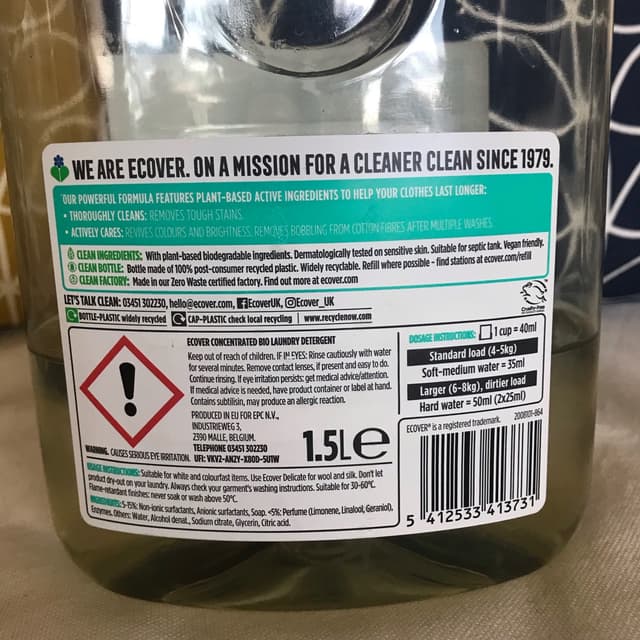 WE ARE ECOVER. ON A MISSION FOR A CLEANER CLEAN SINCE 1979.
OUR POWERFUL FORMULA FEATURES PLANT-BASED ACTIVE INGREDIENTS TO HELP YOUR CLOTHES LAST LONGER:
• THOROUGHLY CLEANS: REMOVES TOUGH STAINS.
• ACTIVELY CARES: REVIVES COLOURS AND BRIGHTNESS. REMOVES BOBBLING FROM COTTON FIBRES AFTER MULTIPLE WASHES.
CLEAN INGREDIENTS: With plant-based biodegradable ingredients. Dermatologically tested on sensitive skin. Suitable for septic tank. Vegan friendly.
CLEAN BOTTLE: Bottle made of 100% post-consumer recycled plastic. Widely recyclable. Refill where possible - find stations at ecover.com/refill
CLEAN FACTORY: Made in our Zero Waste certified factory. Find out more at ecover.com
LET'S TALK CLEAN: 03451 302230, hello@ecover.com, EcoverUK, Ecover_UK
Cruelty-Free
BOTTLE-PLASTIC widely recycled CAP-PLASTIC check local recycling www.recyclenow.com
ECOVER CONCENTRATED BIO LAUNDRY DETERGENT
Keep out of reach of children. IF IN EYES: Rinse cautiously with water
for several minutes. Remove contact lenses, if present and easy to do.
Continue rinsing. If eye irritation persists: get medical advice/attention.
If medical advice is needed, have product container or label at hand.
Contains subtilisin, may produce an allergic reaction.
PRODUCED IN EU FOR EPC N.V.,
INDUSTRIEWEG 3,
2390 MALLE, BELGIUM.
TELEPHONE 03451 302230
WARNING. CAUSES SERIOUS EYE IRRITATION. UFI: VKV2-AN2Y-X80D-5U1W
1.5L e
USAGE INSTRUCTIONS: Suitable for white and colourfast items. Use Ecover Delicate for wool and silk. Don't let
product dry-out on your laundry. Always check your garment's washing instructions. Suitable for 30-60°C.
Flame-retardant finishes: never soak or wash above 50°C.
INGREDIENTS: 5-15%: Non-ionic surfactants, Anionic surfactants, Soap. <5%: Perfume (Limonene, Linalool, Geraniol),
Enzymes. Others: Water, Alcohol denat., Sodium citrate, Glycerin, Citric acid.
DOSAGE INSTRUCTIONS: 1 cup = 40ml
Standard load (4-5kg)
Soft-medium water = 35ml
Larger (6-8kg), dirtier load
Hard water = 50ml (2x25ml)
ECOVER® is a registered trademark. 2008101-864
5 412533 413731